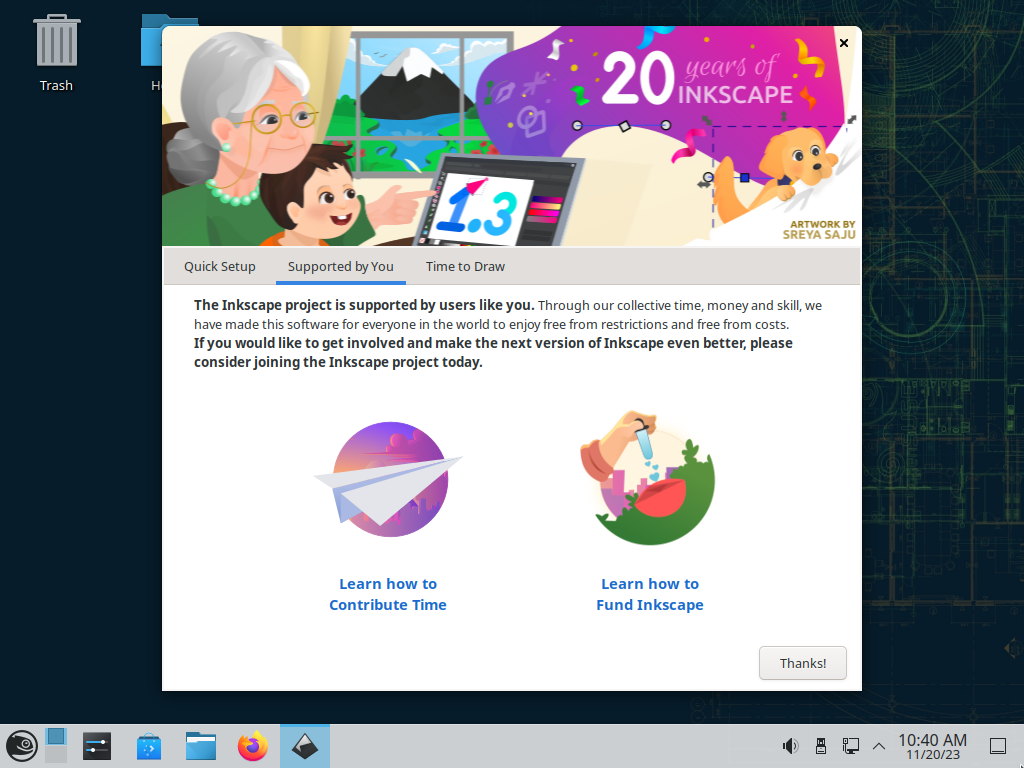 Trash
Ho
20 years of
INKSCAPE
1.3
ARTWORK BY
SREYA SAJU
Quick Setup Supported by You Time to Draw
The Inkscape project is supported by users like you. Through our collective time, money and skill, we
have made this software for everyone in the world to enjoy free from restrictions and free from costs.
If you would like to get involved and make the next version of Inkscape even better, please
consider joining the Inkscape project today.
Learn how to
Contribute Time
Learn how to
Fund Inkscape
Thanks!
10:40 AM
11/20/23